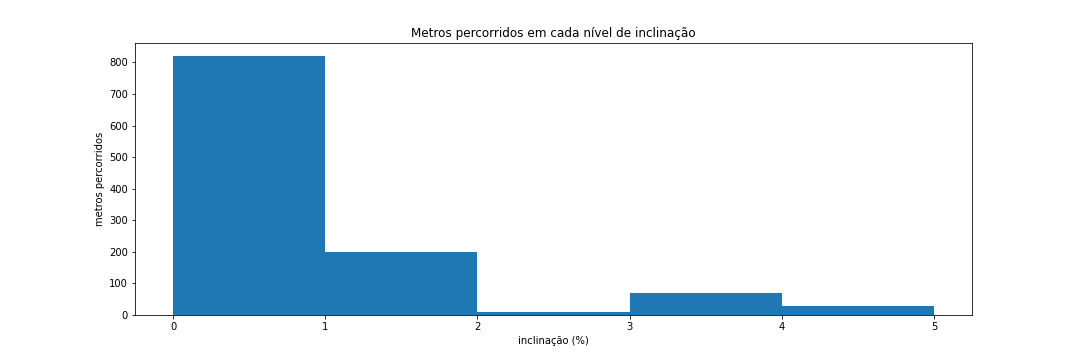 Metros percorridos em cada nível de inclinação
metros percorridos
800
700
600
500
400
300
200
100
0
0 1 2 3 4 5
inclinação (%)